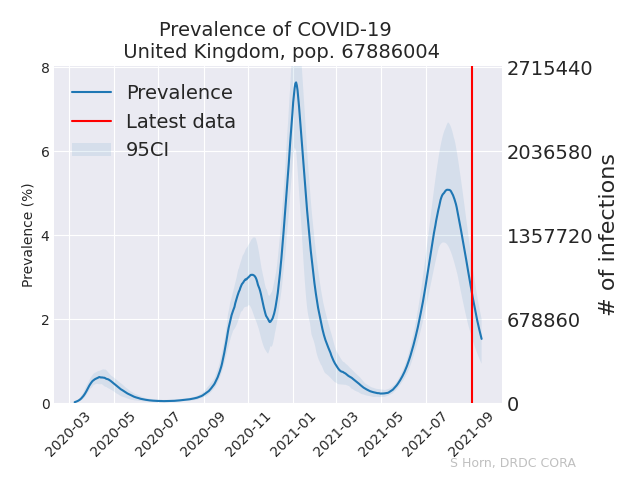 Prevalence of COVID-19
United Kingdom, pop. 67886004
Prevalence
Latest data
95CI
Prevalence (%)
8
6
4
2
0
2715440
2036580
1357720
678860
0
# of infections
2020-03
2020-05
2020-07
2020-09
2020-11
2021-01
2021-03
2021-05
2021-07
2021-09
S Horn, DRDC CORA